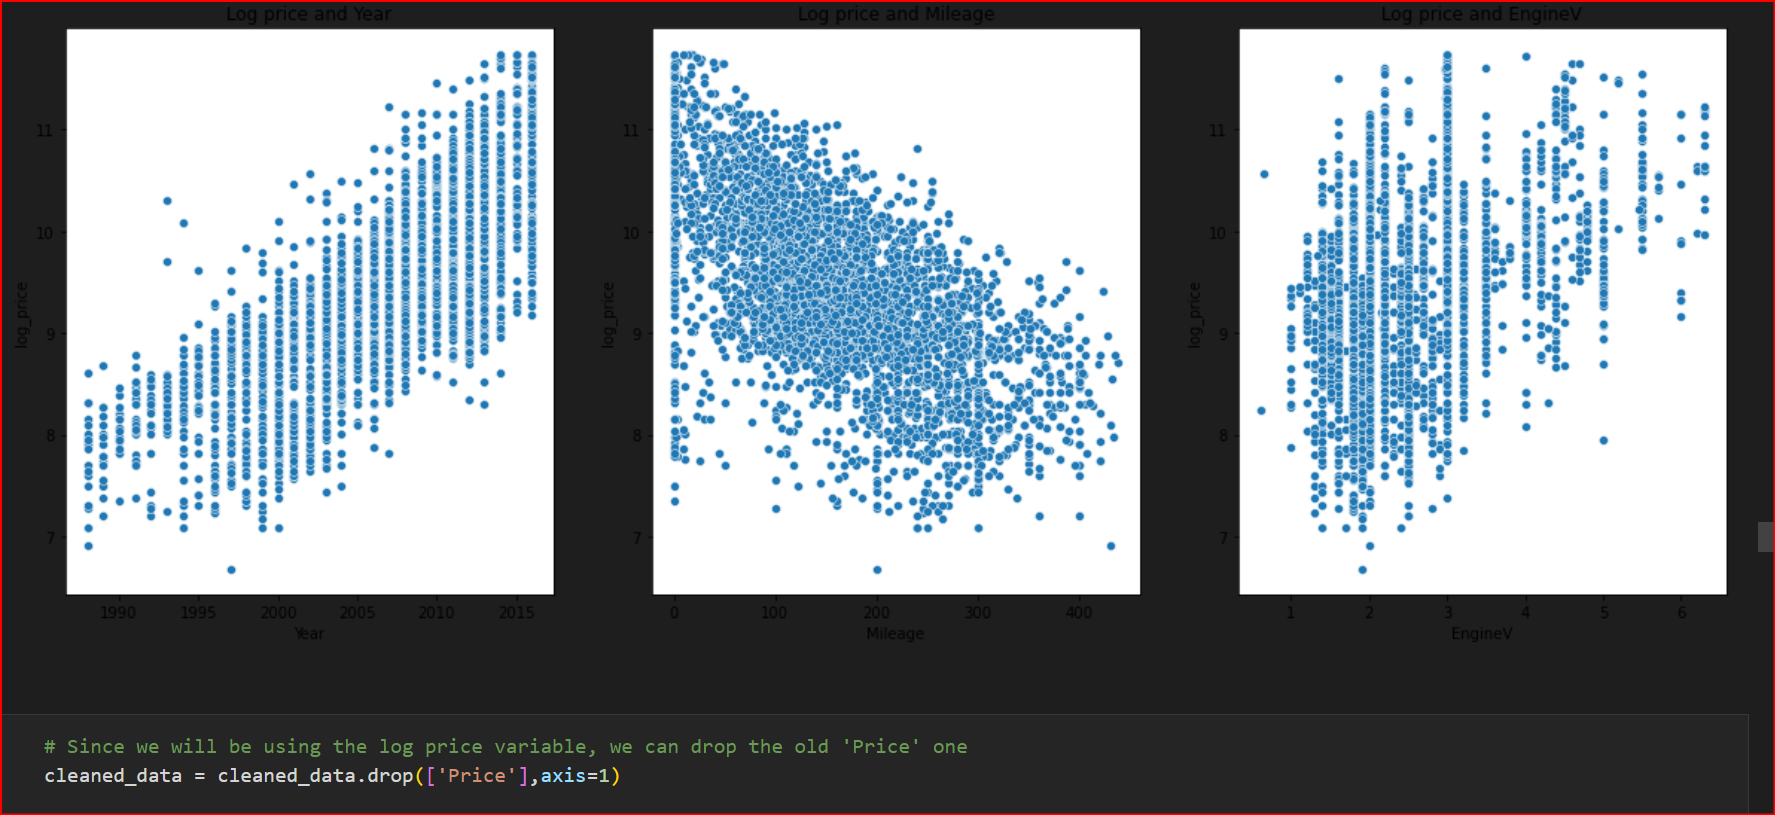 Log price and Year
Log price and Mileage
Log price and EngineV
log_price
11
10
9
8
7
1990 1995 2000 2005 2010 2015
Year
log_price
11
10
9
8
7
0 100 200 300 400
Mileage
log_price
11
10
9
8
7
1 2 3 4 5 6
EngineV
# Since we will be using the log price variable, we can drop the old 'Price' one
cleaned_data = cleaned_data.drop(['Price'],axis=1)